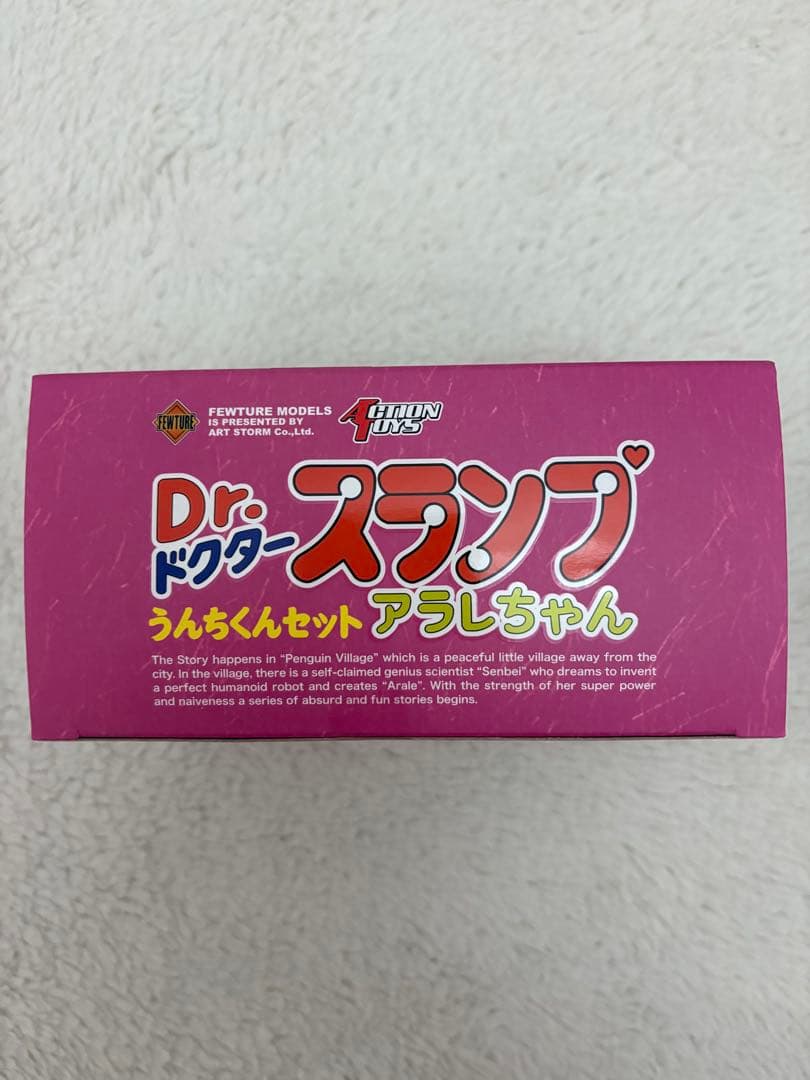 FEWTURE
FEWTURE MODELS
IS PRESENTED BY
ART STORM Co.,Ltd.
ACTION
TOYS
Dr.
ドクター
スランプ
うんちくんセット
アラレちゃん
The Story happens in “Penguin Village” which is a peaceful little village away from the
city. In the village, there is a self-claimed genius scientist “Senbei” who dreams to invent
a perfect humanoid robot and creates “Arale”. With the strength of her super power
and naiveness a series of absurd and fun stories begins.